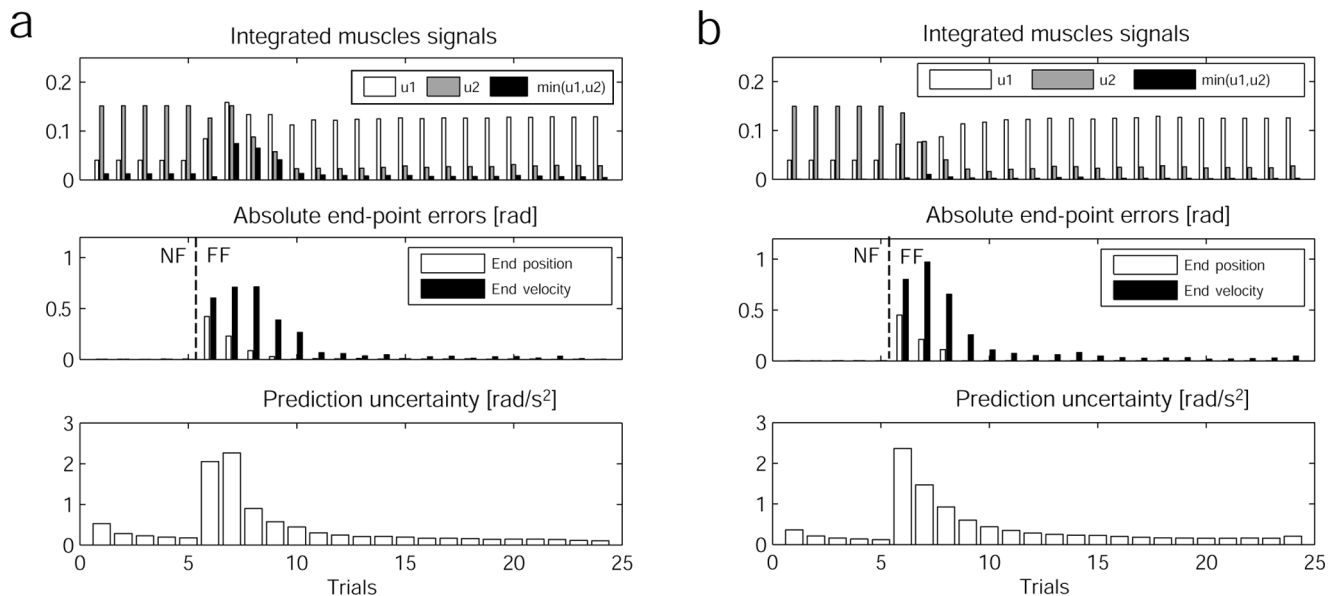 a
Integrated muscles signals
0.2
0.1
0
u1 u2 min(u1,u2)
Absolute end-point errors [rad]
1
0.5
0
NF FF
End position
End velocity
Prediction uncertainty [rad/s²]
3
2
1
0
0 5 10 15 20 25
Trials
b
Integrated muscles signals
0.2
0.1
0
u1 u2 min(u1,u2)
Absolute end-point errors [rad]
1
0.5
0
NF FF
End position
End velocity
Prediction uncertainty [rad/s²]
3
2
1
0
0 5 10 15 20 25
Trials